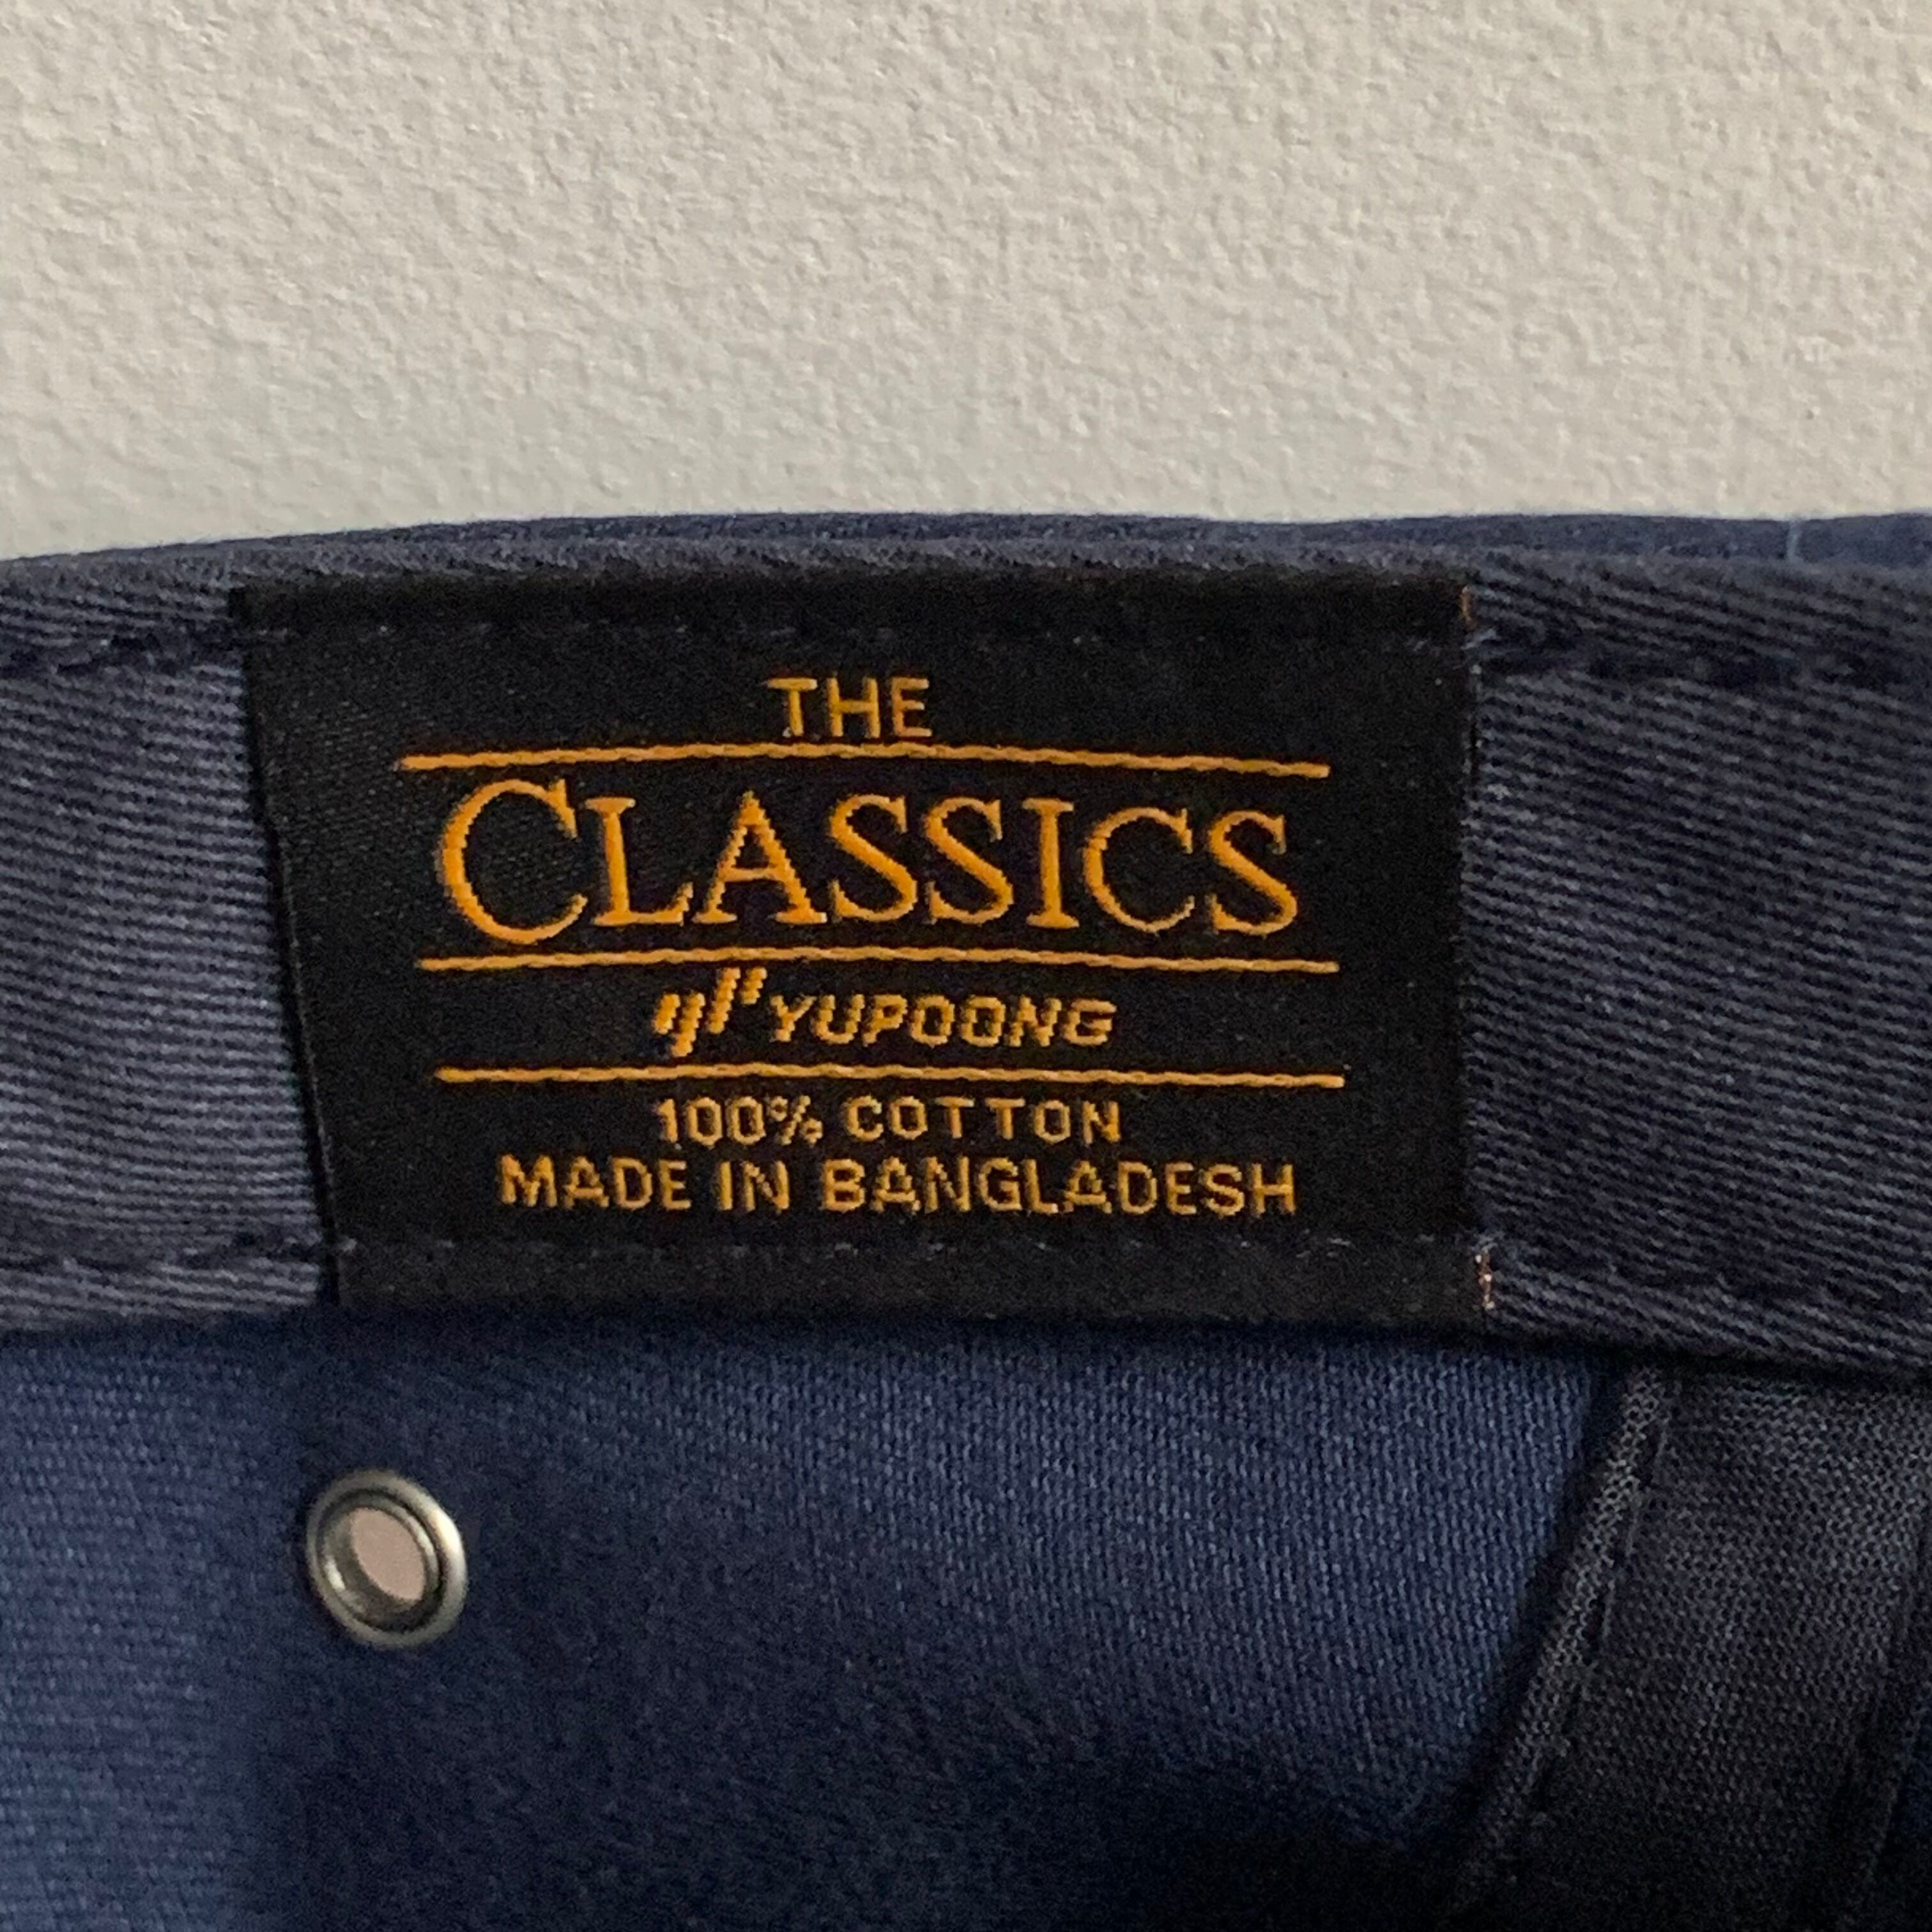 THE
CLASSICS
YUPOONG
100% COTTON
MADE IN BANGLADESH